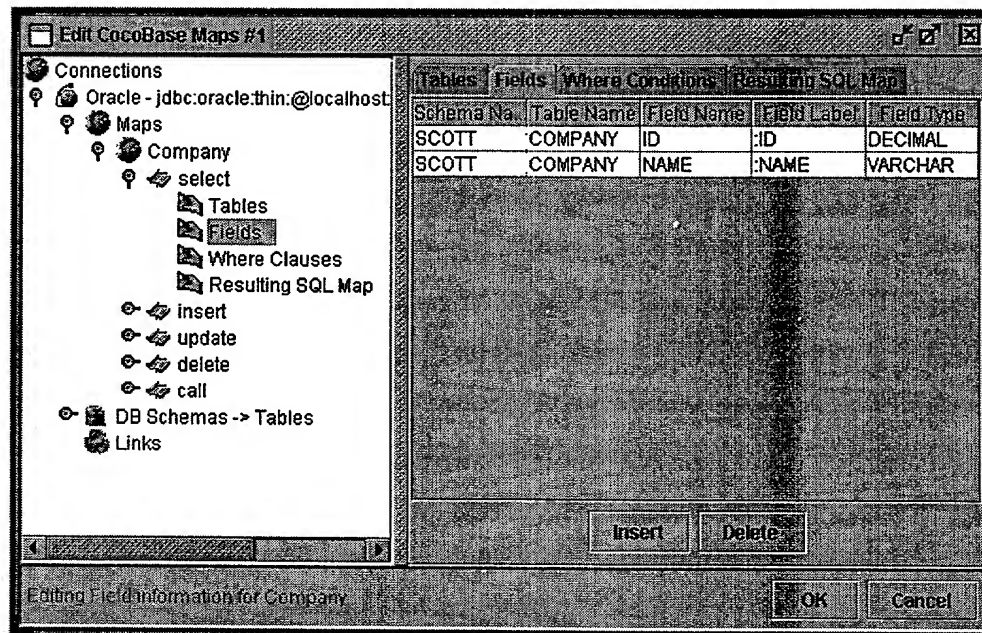 Edit CocoBase Maps #1
Connections
Oracle - jdbc:oracle:thin:@localhost:
Maps
Company
select
Tables
Fields
Where Clauses
Resulting SQL Map
insert
update
delete
call
DB Schemas -> Tables
Links
Tables Fields Where Conditions Resulting SQL Map
Schema Na.. Table Name Field Name Field Label Field Type
SCOTT COMPANY ID :ID DECIMAL
SCOTT COMPANY NAME :NAME VARCHAR
Insert Delete
Editing Field information for Company
OK Cancel